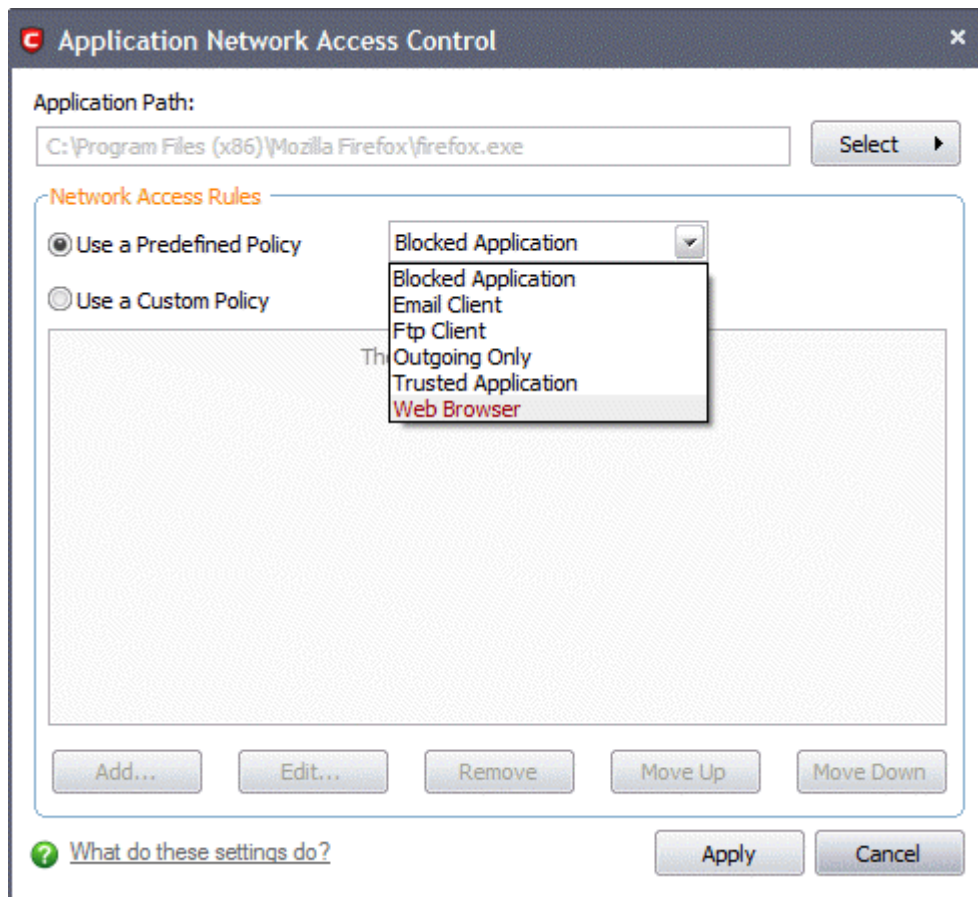 Application Network Access Control
Application Path:
C:\Program Files (x86)\Mozilla Firefox\firefox.exe
Select
Network Access Rules
Use a Predefined Policy
Blocked Application
Blocked Application
Email Client
Use a Custom Policy
Ftp Client
The
Outgoing Only
Trusted Application
Web Browser
Add...
Edit...
Remove
Move Up
Move Down
What do these settings do?
Apply
Cancel